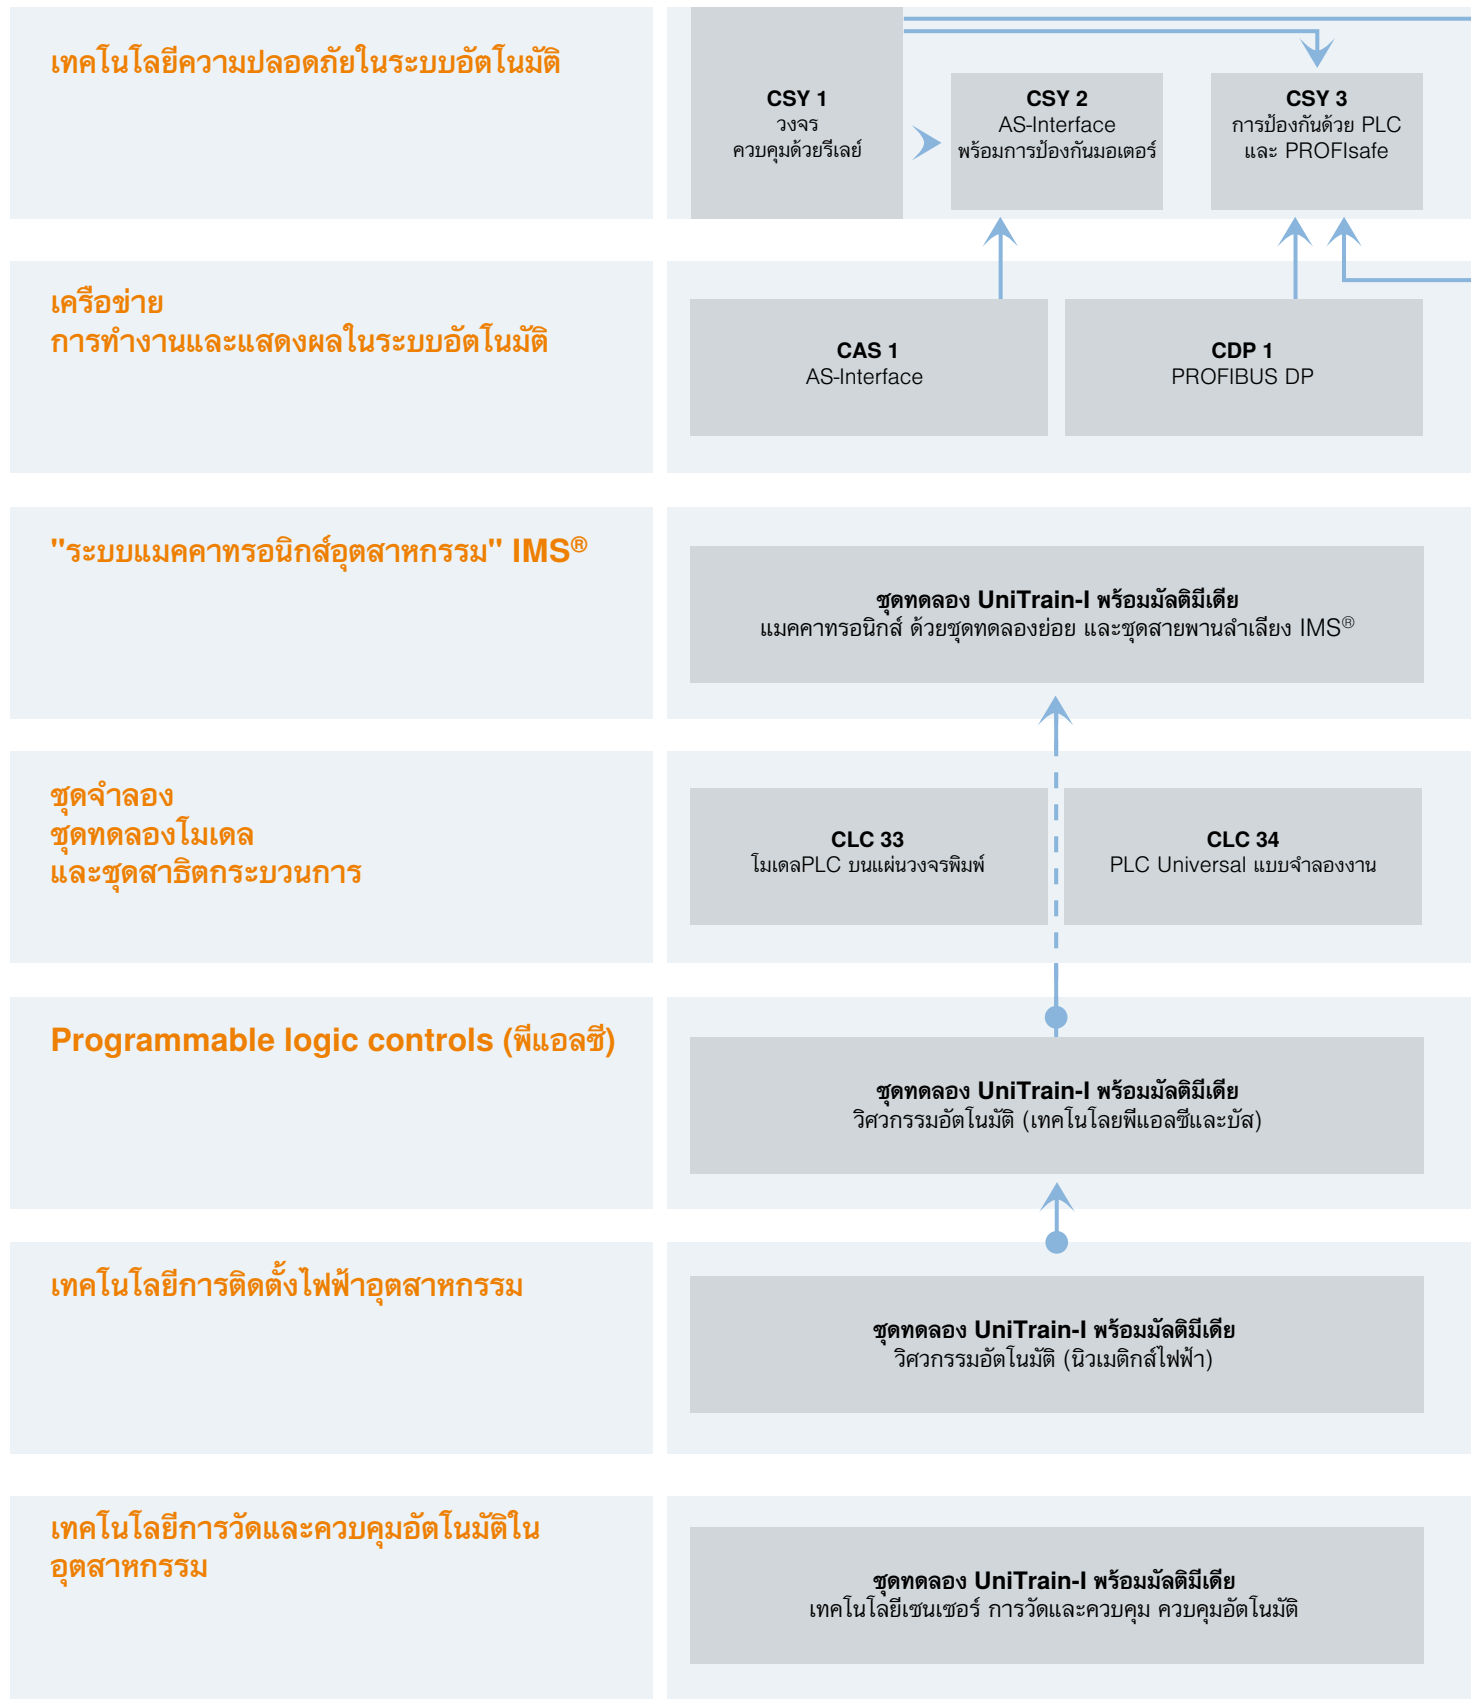 เทคโนโลยีความปลอดภัยในระบบอัตโนมัติ
CSY 1
วงจร
ควบคุมด้วยรีเลย์
CSY 2
AS-Interface
พร้อมการป้องกันมอเตอร์
CSY 3
การป้องกันด้วย PLC
และ PROFIsafe
เครือข่าย
การทำงานและแสดงผลในระบบอัตโนมัติ
CAS 1
AS-Interface
CDP 1
PROFIBUS DP
"ระบบแมคคาทรอนิกส์อุตสาหกรรม" IMS®
ชุดทดลอง UniTrain-I พร้อมมัลติมีเดีย
แมคคาทรอนิกส์ ด้วยชุดทดลองย่อย และชุดสายพานลำเลียง IMS®
ชุดจำลอง
ชุดทดลองโมเดล
และชุดสาธิตกระบวนการ
CLC 33
โมเดลPLC บนแผ่นวงจรพิมพ์
CLC 34
PLC Universal แบบจำลองงาน
Programmable logic controls (พีแอลซี)
ชุดทดลอง UniTrain-I พร้อมมัลติมีเดีย
วิศวกรรมอัตโนมัติ (เทคโนโลยพีแอลซีและบัส)
เทคโนโลยีการติดตั้งไฟฟ้าอุตสาหกรรม
ชุดทดลอง UniTrain-I พร้อมมัลติมีเดีย
วิศวกรรมอัตโนมัติ (นิวเมติกส์ไฟฟ้า)
เทคโนโลยีการวัดและควบคุมอัตโนมัติใน
อุตสาหกรรม
ชุดทดลอง UniTrain-I พร้อมมัลติมีเดีย
เทคโนโลยีเซนเซอร์ การวัดและควบคุม ควบคุมอัตโนมัติ